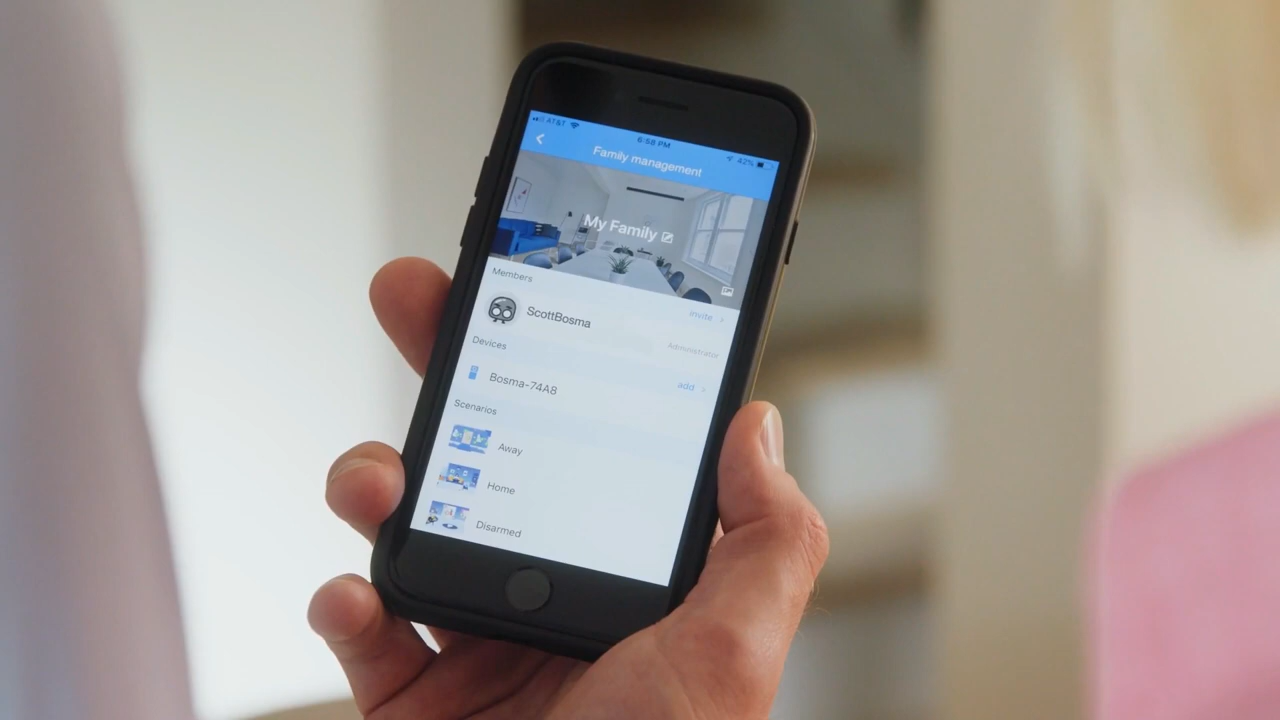 AT&T
6:58 PM
42%
Family management
My Family
Members
invite
ScottBosma
Administrator
Devices
Bosma-74A8
add
Scenarios
Away
Home
Disarmed